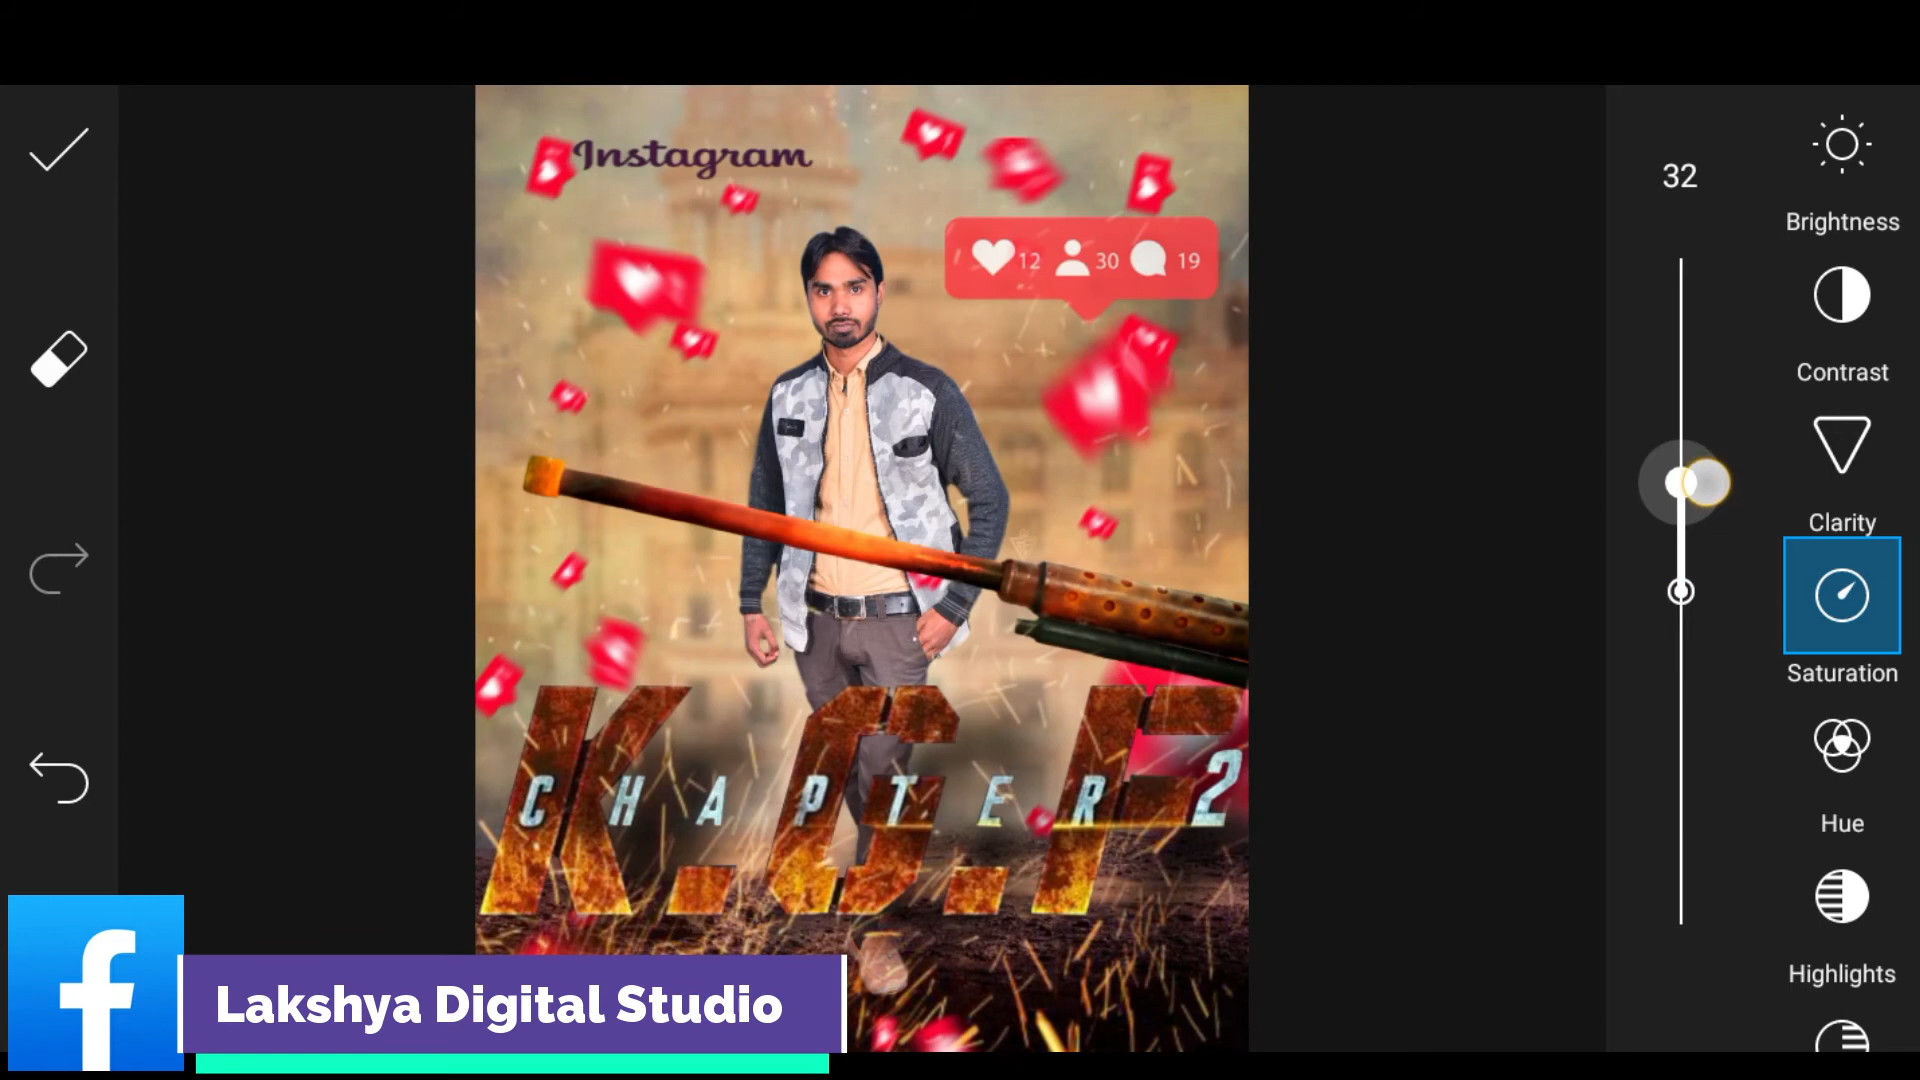 Instagram
12 30 19
K.G.F
CHAPTER 2
32
Brightness
Contrast
Clarity
Saturation
Hue
Highlights
f
Lakshya Digital Studio